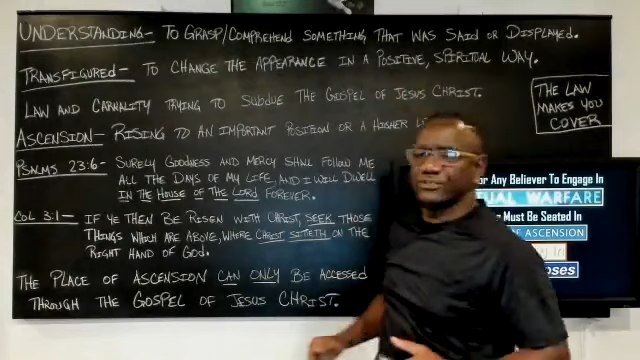 UNDERSTANDING- TO GRASP/COMPREHEND SOMETHING THAT WAS SAID OR DISPLAYED.
TRANSFIGURED- TO CHANGE THE APPEARANCE IN A POSITIVE, SPIRITUAL WAY.
LAW AND CARNALITY TRYING TO SUBDUE THE GOSPEL OF JESUS CHRIST.
ASCENSION- RISING TO AN IMPORTANT POSITION OR A HIGHER
PSALMS 23:6- SURELY GOODNESS AND MERCY SHALL FOLLOW ME
ALL THE DAYS OF MY LIFE, AND I WILL DWELL
IN THE HOUSE OF THE LORD FOREVER.
COL 3:1- IF YE THEN BE RISEN WITH CHRIST, SEEK THOSE
THINGS WHICH ARE ABOVE, WHERE CHRIST SITTETH ON THE
RIGHT HAND OF GOD.
THE PLACE OF ASCENSION CAN ONLY BE ACCESSED
THROUGH THE GOSPEL OF JESUS CHRIST.
THE LAW
MAKES YOU
COVER
or Any Believer To Engage In
WARFARE
Must Be Seated In
OF ASCENSION
oses